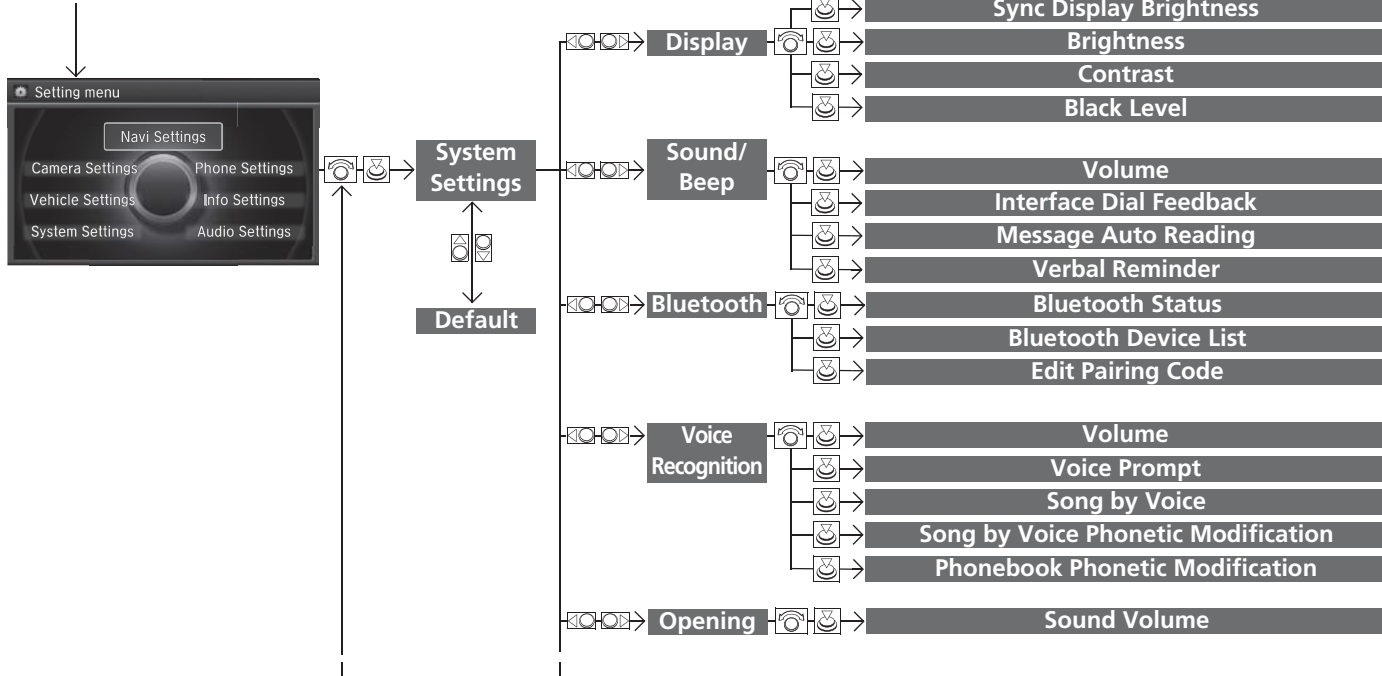 Sync Display Brightness
Display
Brightness
Contrast
Black Level
Setting menu
Navi Settings
Camera Settings
Phone Settings
Vehicle Settings
Info Settings
System Settings
Audio Settings
System
Settings
Default
Sound/
Beep
Volume
Interface Dial Feedback
Message Auto Reading
Verbal Reminder
Bluetooth
Bluetooth Status
Bluetooth Device List
Edit Pairing Code
Voice
Recognition
Volume
Voice Prompt
Song by Voice
Song by Voice Phonetic Modification
Phonebook Phonetic Modification
Opening
Sound Volume